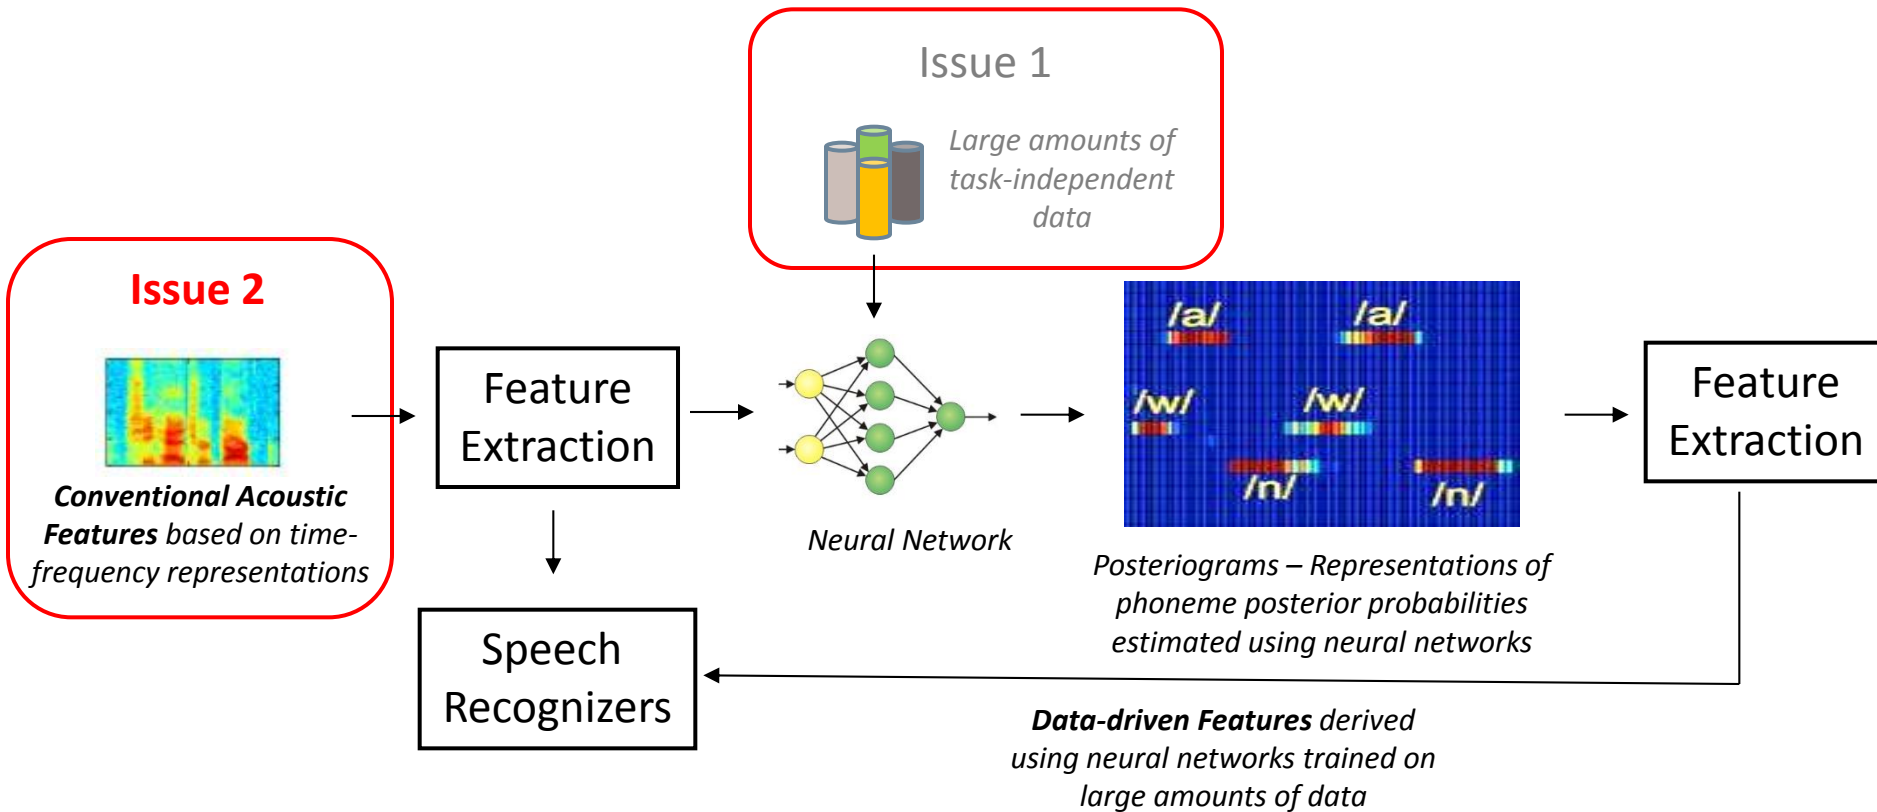 Issue 1
Large amounts of
task-independent
data
Issue 2
Conventional Acoustic
Features based on time-
frequency representations
Feature
Extraction
Neural Network
/a/
/a/
/w/
/w/
/n/
/n/
Posteriograms – Representations of
phoneme posterior probabilities
estimated using neural networks
Feature
Extraction
Speech
Recognizers
Data-driven Features derived
using neural networks trained on
large amounts of data